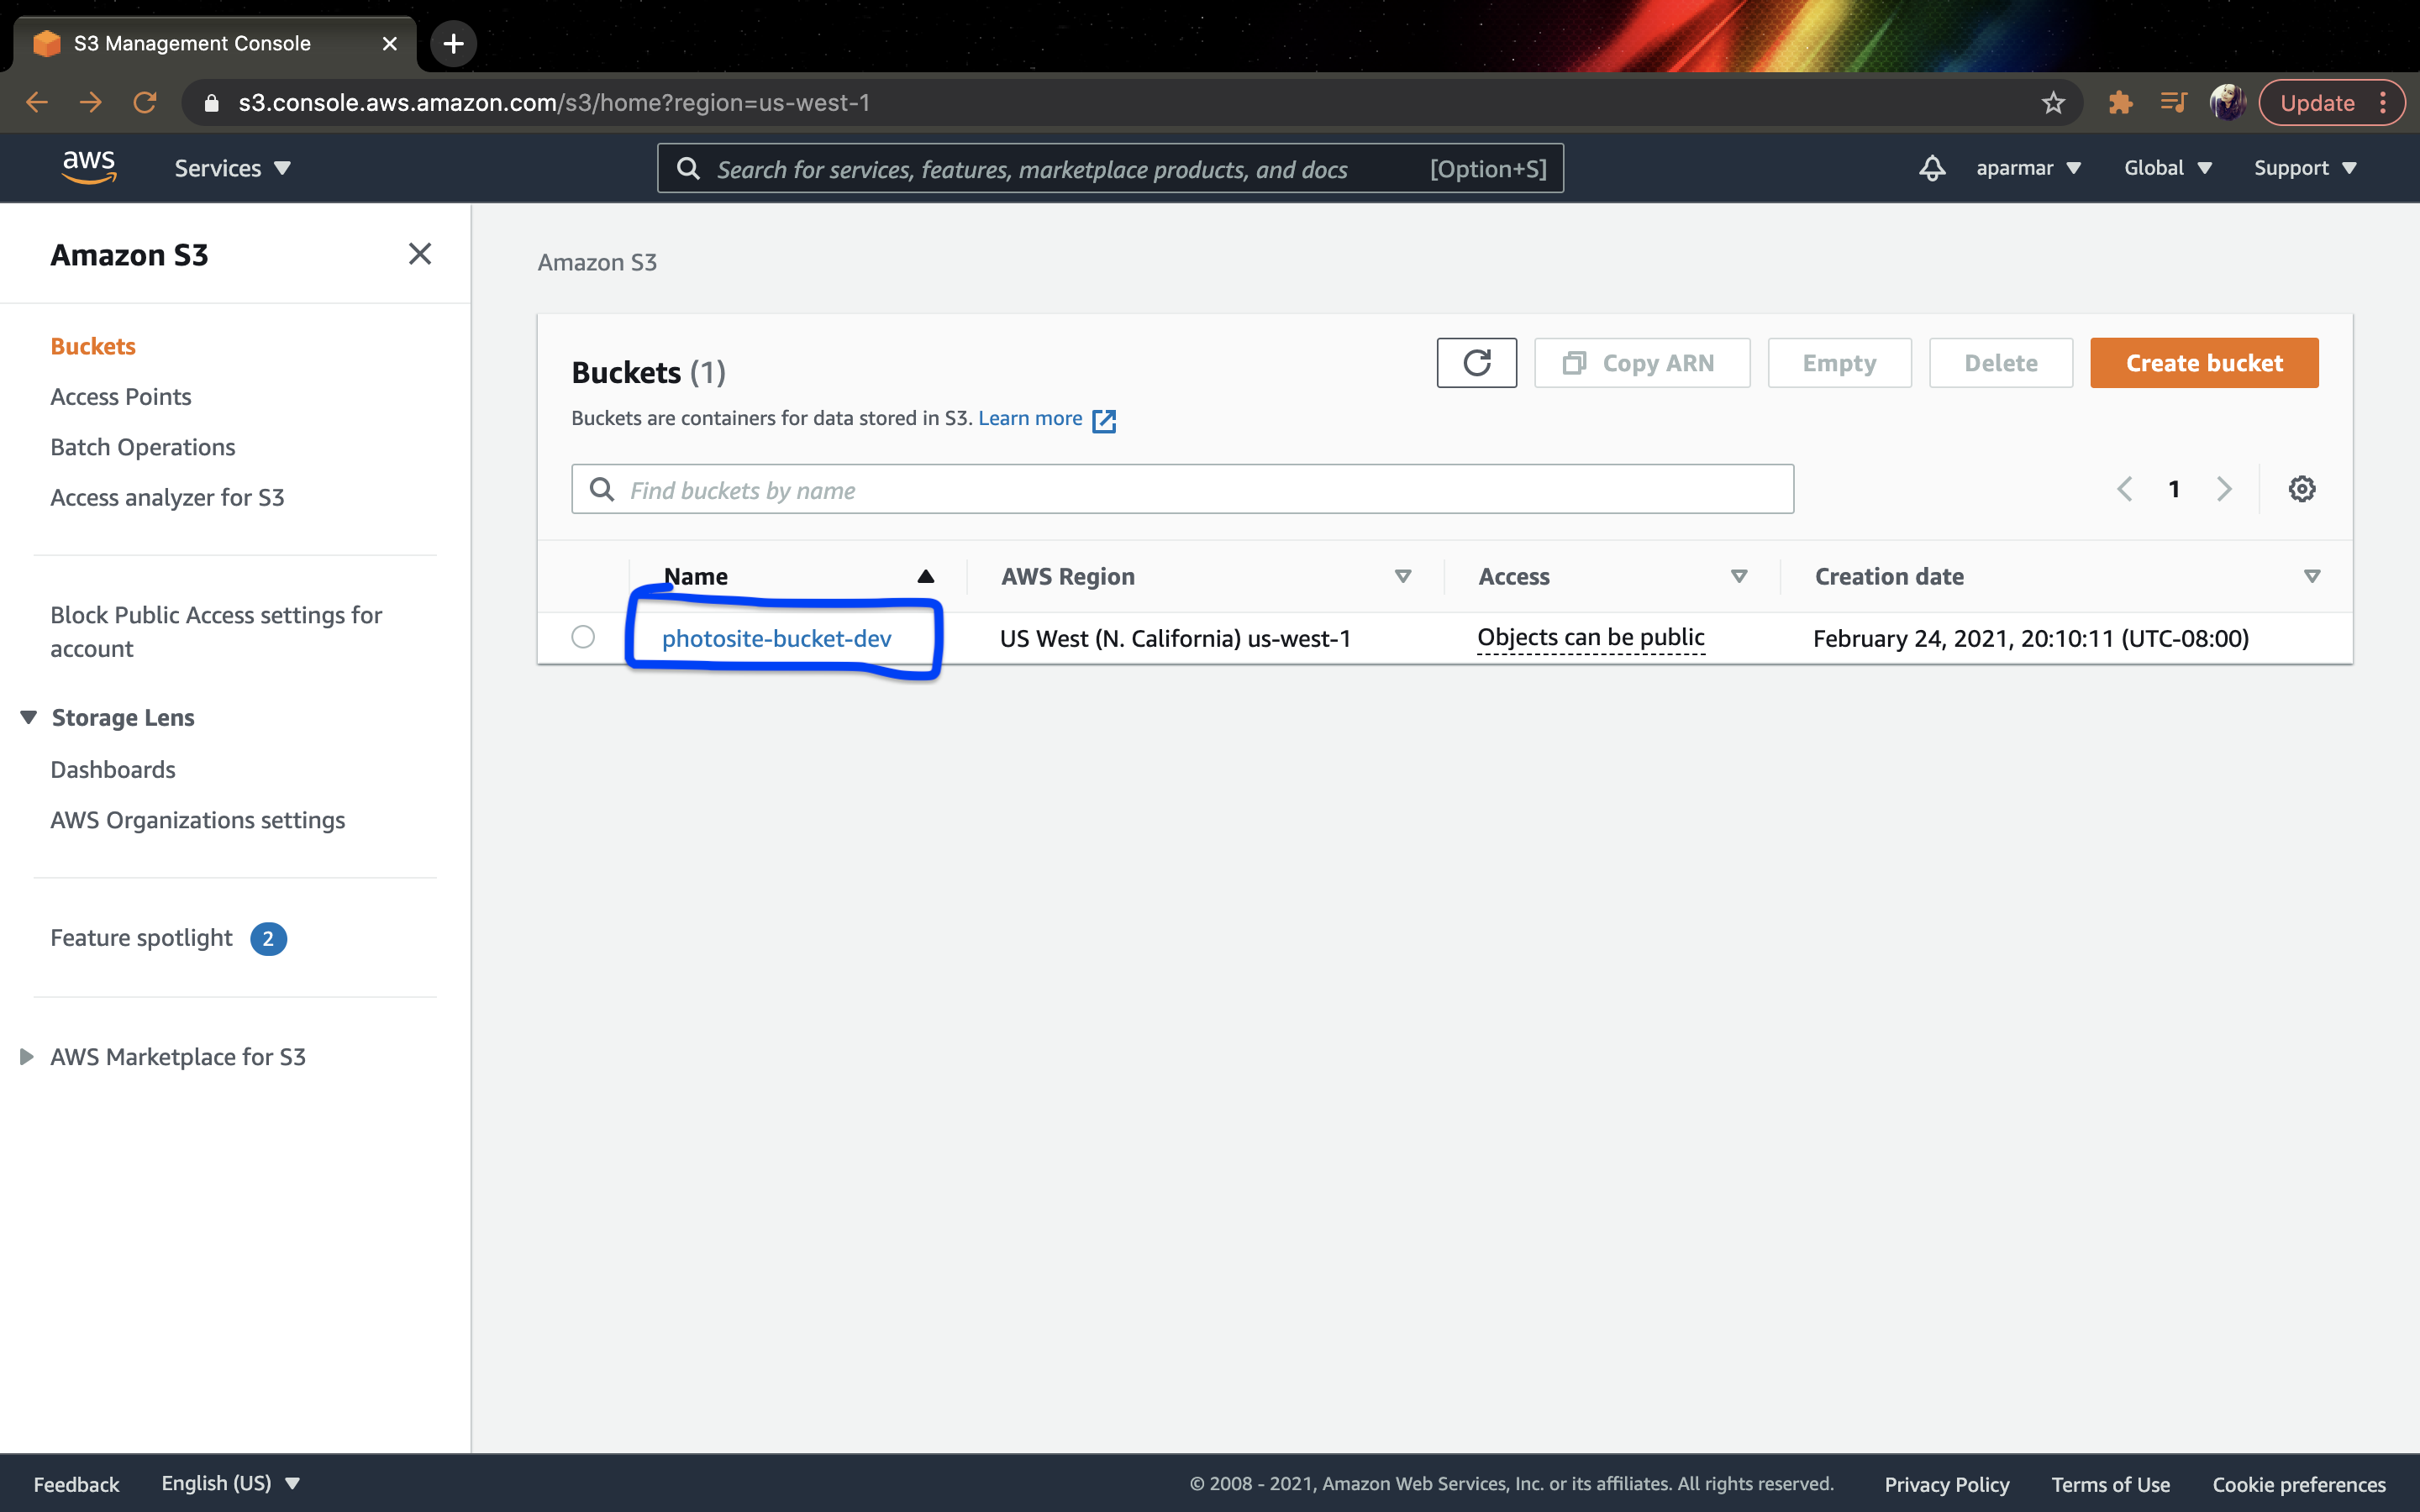 S3 Management Console
s3.console.aws.amazon.com/s3/home?region=us-west-1
Update
aws
Services
Search for services, features, marketplace products, and docs
[Option+S]
aparmar
Global
Support
Amazon S3
Buckets
Access Points
Batch Operations
Access analyzer for S3
Block Public Access settings for
account
Storage Lens
Dashboards
AWS Organizations settings
Feature spotlight 2
AWS Marketplace for S3
Amazon S3
Buckets (1)
Copy ARN
Empty
Delete
Create bucket
Buckets are containers for data stored in S3. Learn more
Find buckets by name
1
Name AWS Region Access Creation date
photosite-bucket-dev US West (N. California) us-west-1 Objects can be public February 24, 2021, 20:10:11 (UTC-08:00)
Feedback
English (US)
© 2008 - 2021, Amazon Web Services, Inc. or its affiliates. All rights reserved.
Privacy Policy
Terms of Use
Cookie preferences